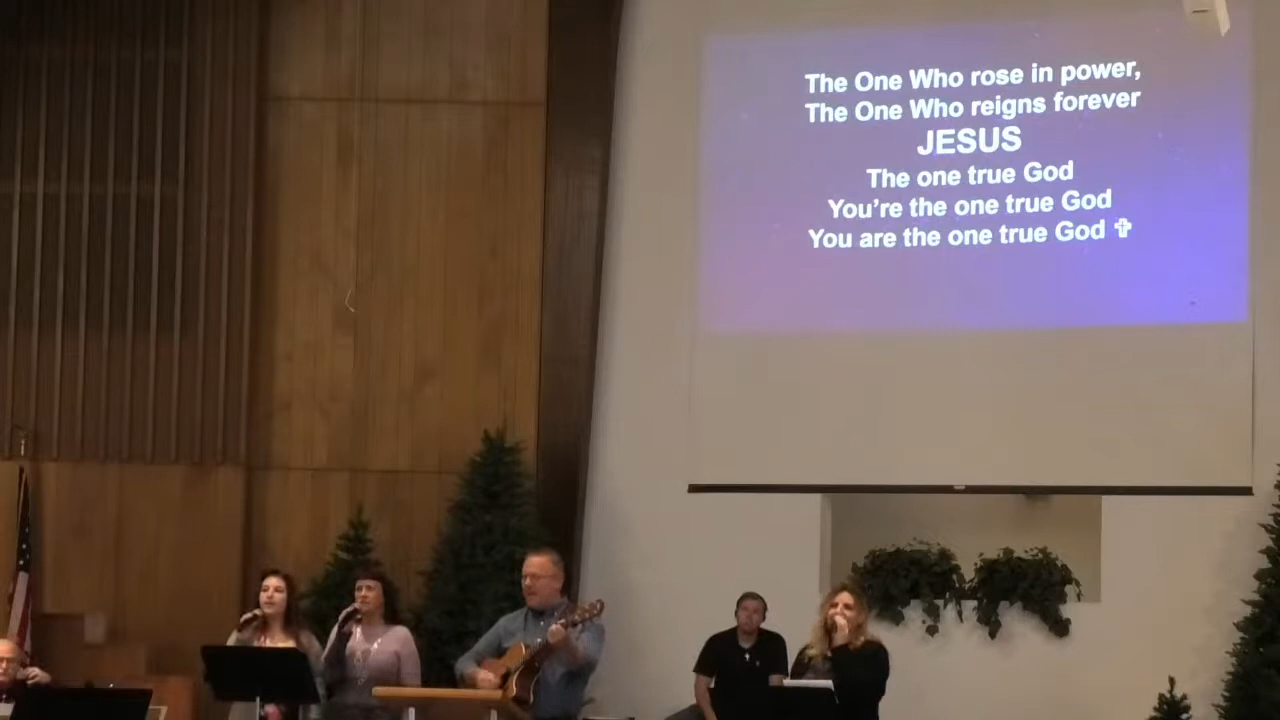 The One Who rose in power,
The One Who reigns forever
JESUS
The one true God
You’re the one true God
You are the one true God ✞